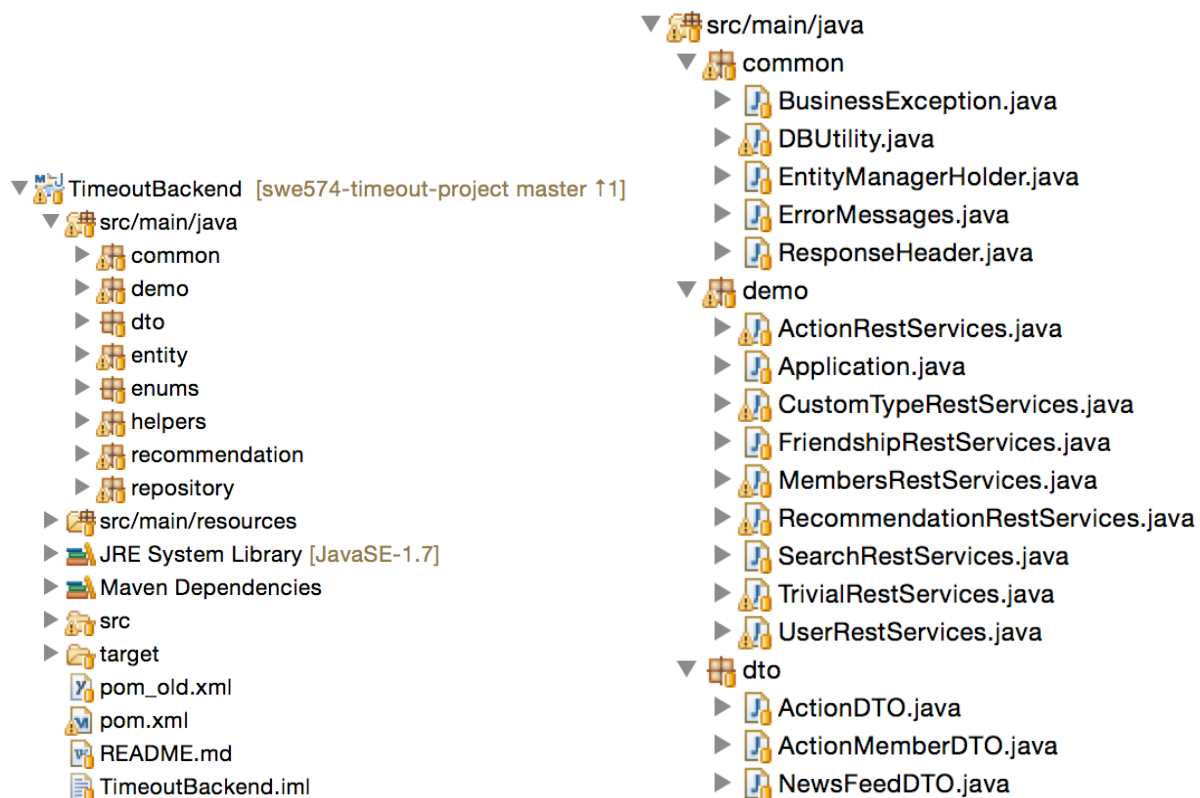 TimeoutBackend [swe574-timeout-project master ↑1]
src/main/java
common
demo
dto
entity
enums
helpers
recommendation
repository
src/main/resources
JRE System Library [JavaSE-1.7]
Maven Dependencies
src
target
pom_old.xml
pom.xml
README.md
TimeoutBackend.iml
src/main/java
common
BusinessException.java
DBUtility.java
EntityManagerHolder.java
ErrorMessages.java
ResponseHeader.java
demo
ActionRestServices.java
Application.java
CustomTypeRestServices.java
FriendshipRestServices.java
MembersRestServices.java
RecommendationRestServices.java
SearchRestServices.java
TrivialRestServices.java
UserRestServices.java
dto
ActionDTO.java
ActionMemberDTO.java
NewsFeedDTO.java